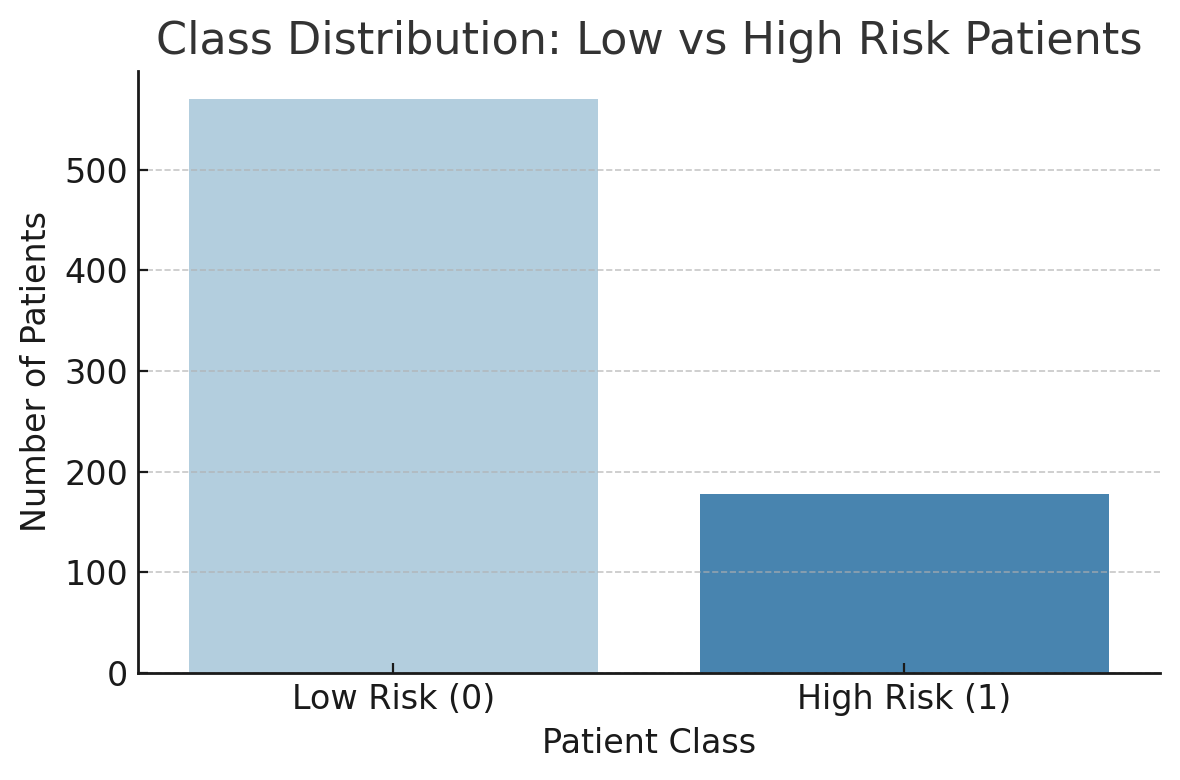 Class Distribution: Low vs High Risk Patients
Number of Patients
500
400
300
200
100
0
Low Risk (0)
High Risk (1)
Patient Class